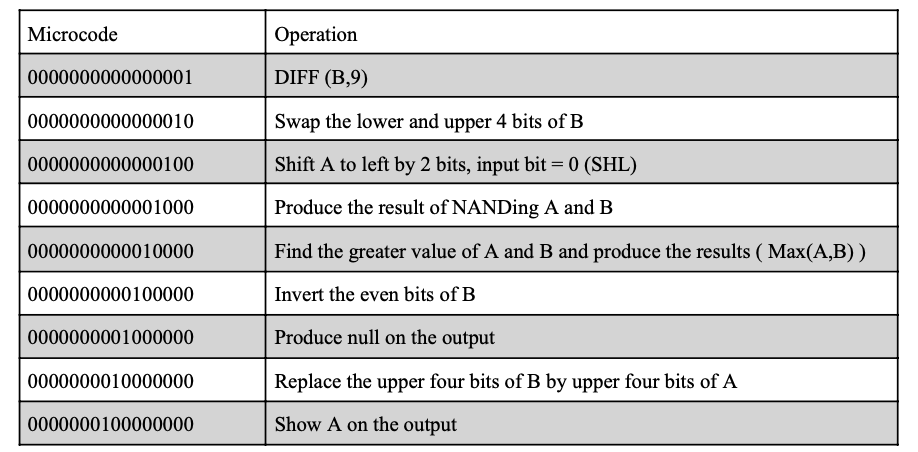 Microcode Operation
0000000000000001 DIFF (B,9)
0000000000000010 Swap the lower and upper 4 bits of B
0000000000000100 Shift A to left by 2 bits, input bit = 0 (SHL)
0000000000001000 Produce the result of NANDing A and B
0000000000010000 Find the greater value of A and B and produce the results ( Max(A,B) )
0000000000100000 Invert the even bits of B
0000000001000000 Produce null on the output
0000000010000000 Replace the upper four bits of B by upper four bits of A
0000000100000000 Show A on the output